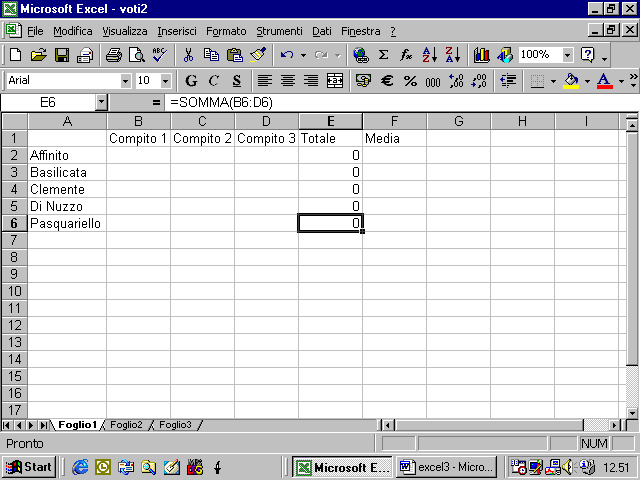 Microsoft Excel - voti2
File Modifica Visualizza Inserisci Formato Strumenti Dati Finestra ?
100%
Arial 10
E6 = =SOMMA(B6:D6)
A B C D E F G H I
1 Compito 1 Compito 2 Compito 3 Totale Media
2 Affinito 0
3 Basilicata 0
4 Clemente 0
5 Di Nuzzo 0
6 Pasquariello 0
7
8
9
10
11
12
13
14
15
16
17
Foglio1 Foglio2 Foglio3
Pronto NUM
Start Microsoft E... excel3 - Micro... 12.51